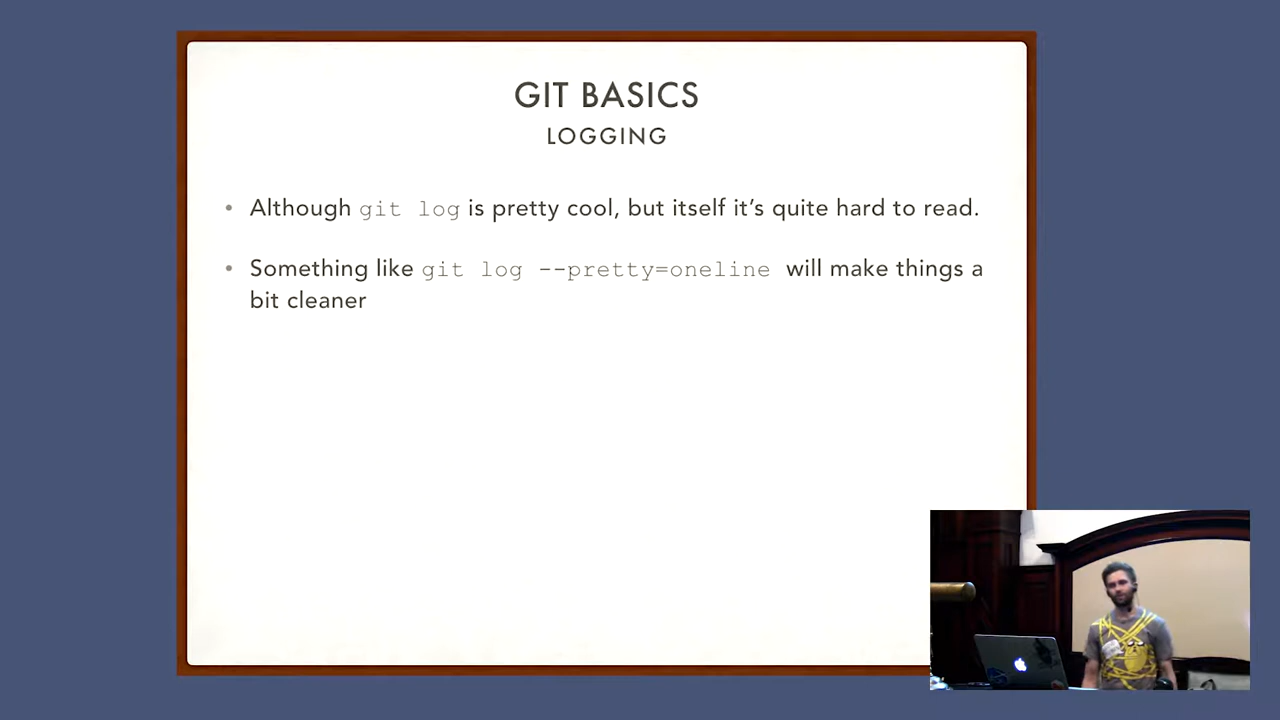 GIT BASICS
LOGGING
• Although git log is pretty cool, but itself it's quite hard to read.
• Something like git log --pretty=oneline will make things a
bit cleaner